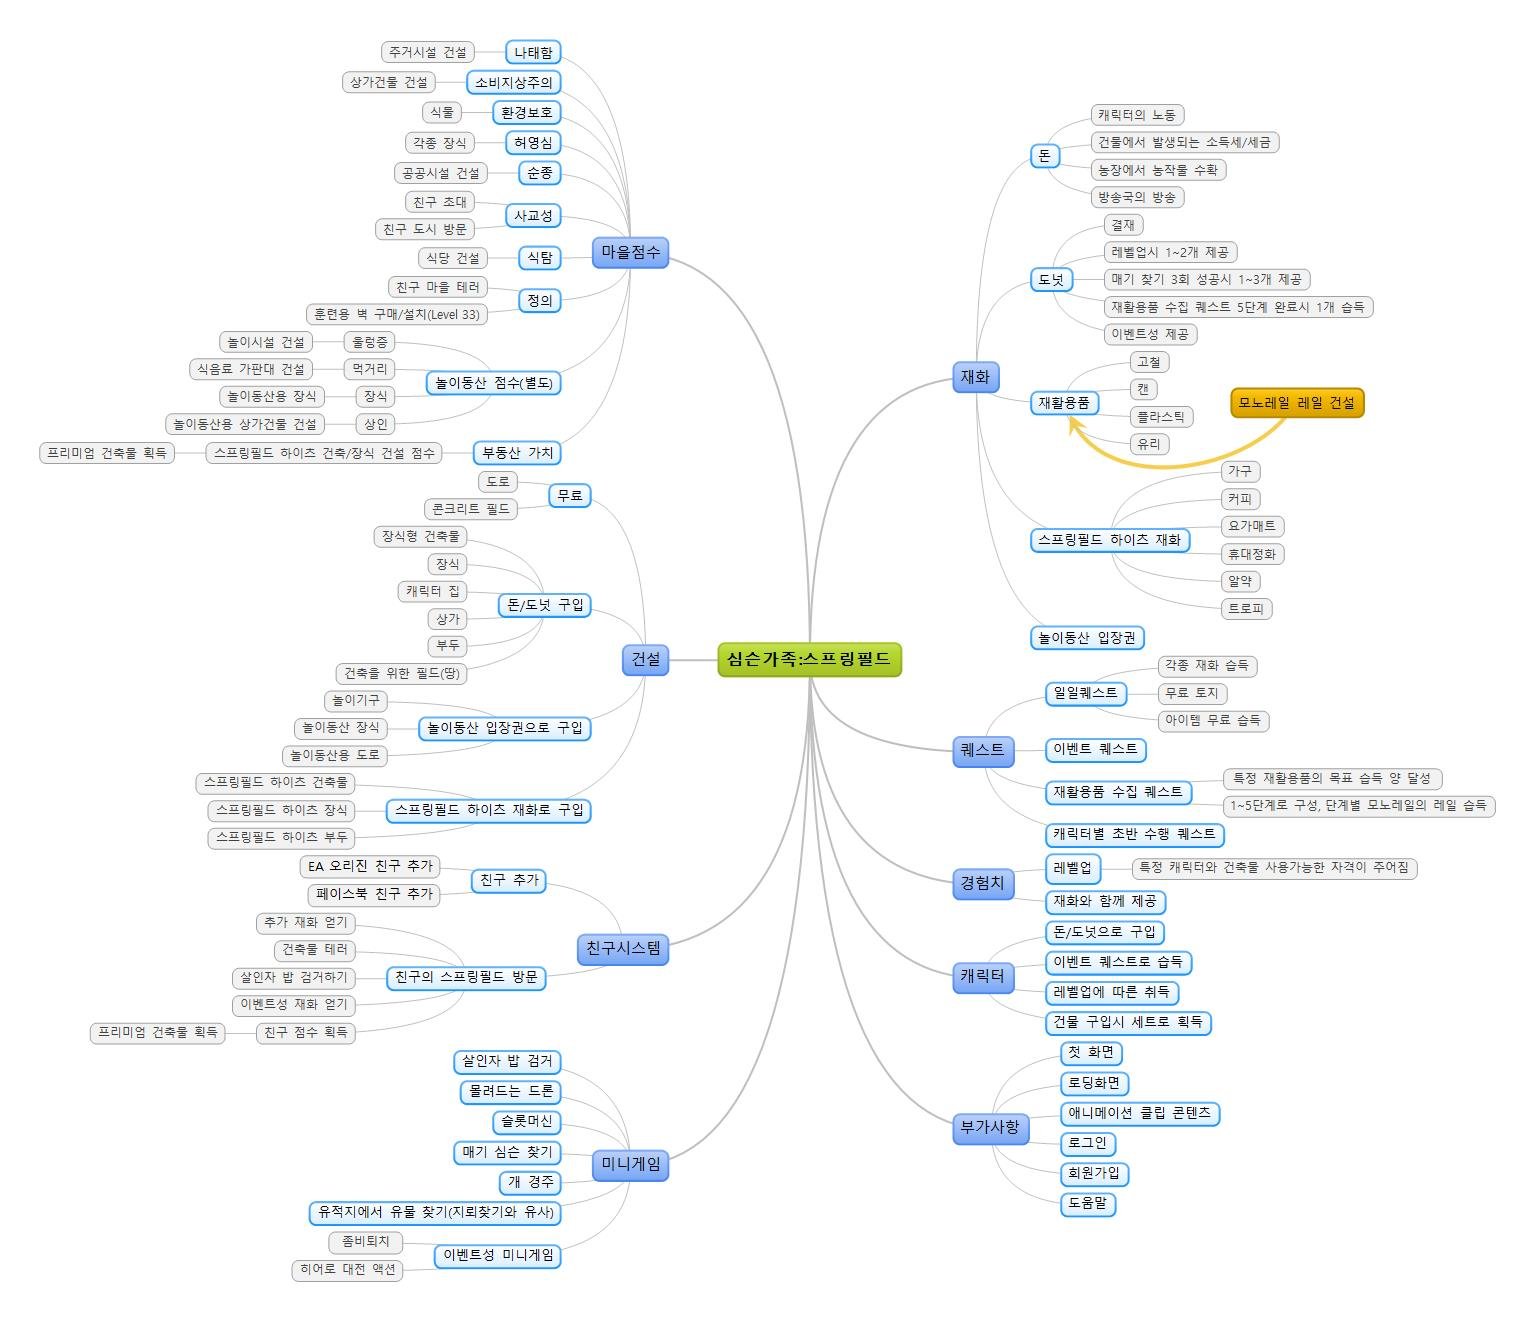 심슨가족:스프링필드
마을점수
나태함
주거시설 건설
소비지상주의
상가건물 건설
환경보호
식물
허영심
각종 장식
순종
공공시설 건설
사교성
친구 초대
친구 도시 방문
식탐
식당 건설
정의
친구 마을 테러
훈련용 벽 구매/설치(Level 33)
놀이동산 점수(별도)
울렁증
놀이시설 건설
먹거리
식음료 가판대 건설
장식
놀이동산용 장식
상인
놀이동산용 상가건물 건설
부동산 가치
스프링필드 하이츠 건축/장식 건설 점수
프리미엄 건축물 획득
건설
무료
도로
콘크리트 필드
돈/도넛 구입
장식형 건축물
장식
캐릭터 집
상가
부두
건축을 위한 필드(땅)
놀이동산 입장권으로 구입
놀이기구
놀이동산 장식
놀이동산용 도로
스프링필드 하이츠 재화로 구입
스프링필드 하이츠 건축물
스프링필드 하이츠 장식
스프링필드 하이츠 부두
친구시스템
친구 추가
EA 오리진 친구 추가
페이스북 친구 추가
친구의 스프링필드 방문
추가 재화 얻기
건축물 테러
살인자 밥 검거하기
이벤트성 재화 얻기
친구 점수 획득
프리미엄 건축물 획득
미니게임
살인자 밥 검거
몰려드는 드론
슬롯머신
매기 심슨 찾기
개 경주
유적지에서 유물 찾기(지뢰찾기와 유사)
이벤트성 미니게임
좀비퇴치
히어로 대전 액션
재화
돈
캐릭터의 노동
건물에서 발생되는 소득세/세금
농장에서 농작물 수확
방송국의 방송
도넛
결재
레벨업시 1~2개 제공
매기 찾기 3회 성공시 1~3개 제공
재활용품 수집 퀘스트 5단계 완료시 1개 습득
이벤트성 제공
재활용품
고철
캔
플라스틱
유리
모노레일 레일 건설
스프링필드 하이츠 재화
가구
커피
요가매트
휴대정화
알약
트로피
놀이동산 입장권
퀘스트
일일퀘스트
각종 재화 습득
무료 토지
아이템 무료 습득
이벤트 퀘스트
재활용품 수집 퀘스트
특정 재활용품의 목표 습득 양 달성
1~5단계로 구성, 단계별 모노레일의 레일 습득
캐릭터별 초반 수행 퀘스트
경험치
레벨업
특정 캐릭터와 건축물 사용가능한 자격이 주어짐
재화와 함께 제공
캐릭터
돈/도넛으로 구입
이벤트 퀘스트로 습득
레벨업에 따른 취득
건물 구입시 세트로 획득
부가사항
첫 화면
로딩화면
애니메이션 클립 콘텐츠
로그인
회원가입
도움말